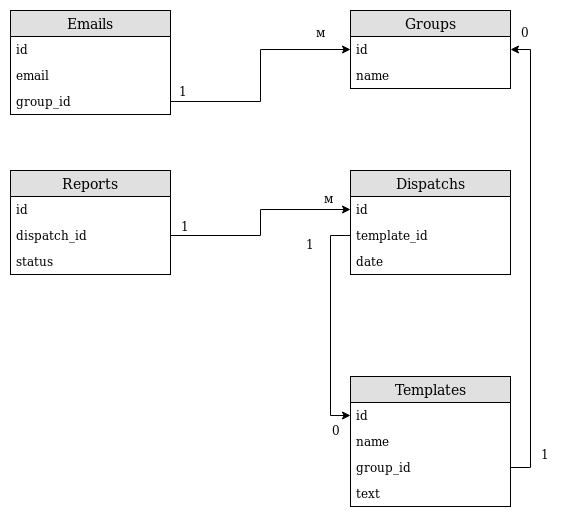 Emails
id
email
group_id
1
м
Groups
id
name
0
Reports
id
dispatch_id
status
1
м
Dispatchs
id
template_id
date
1
0
Templates
id
name
group_id
text
1